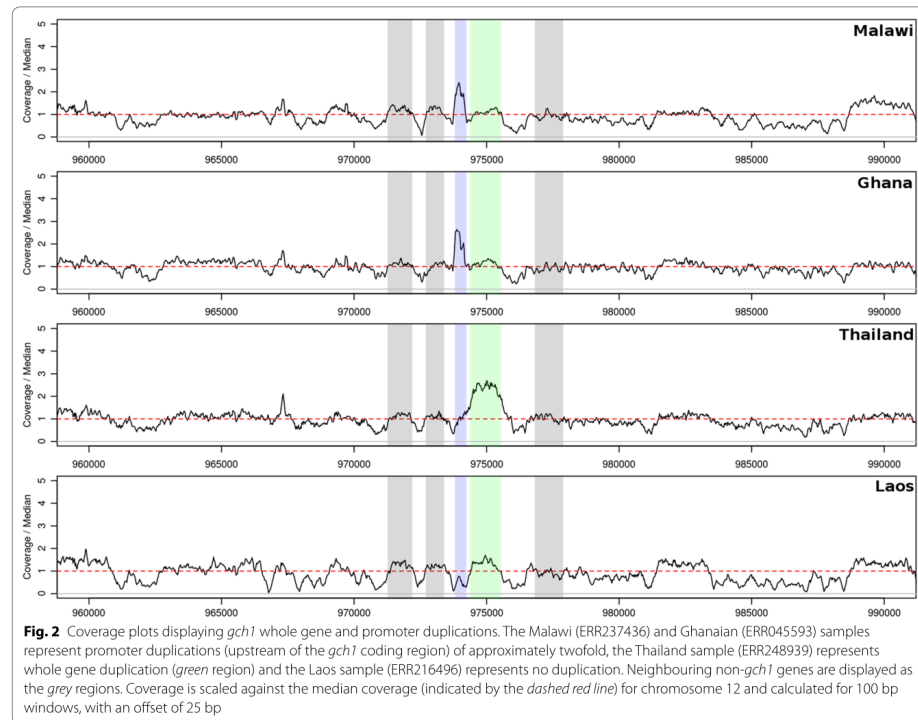 Malawi
Coverage / Median
0 1 2 3 4 5
960000 965000 970000 975000 980000 985000 990000
Ghana
Coverage / Median
0 1 2 3 4 5
960000 965000 970000 975000 980000 985000 990000
Thailand
Coverage / Median
0 1 2 3 4 5
960000 965000 970000 975000 980000 985000 990000
Laos
Coverage / Median
0 1 2 3 4 5
960000 965000 970000 975000 980000 985000 990000
Fig. 2 Coverage plots displaying gch1 whole gene and promoter duplications. The Malawi (ERR237436) and Ghanaian (ERR045593) samples
represent promoter duplications (upstream of the gch1 coding region) of approximately twofold, the Thailand sample (ERR248939) represents
whole gene duplication (green region) and the Laos sample (ERR216496) represents no duplication. Neighbouring non-gch1 genes are displayed as
the grey regions. Coverage is scaled against the median coverage (indicated by the dashed red line) for chromosome 12 and calculated for 100 bp
windows, with an offset of 25 bp